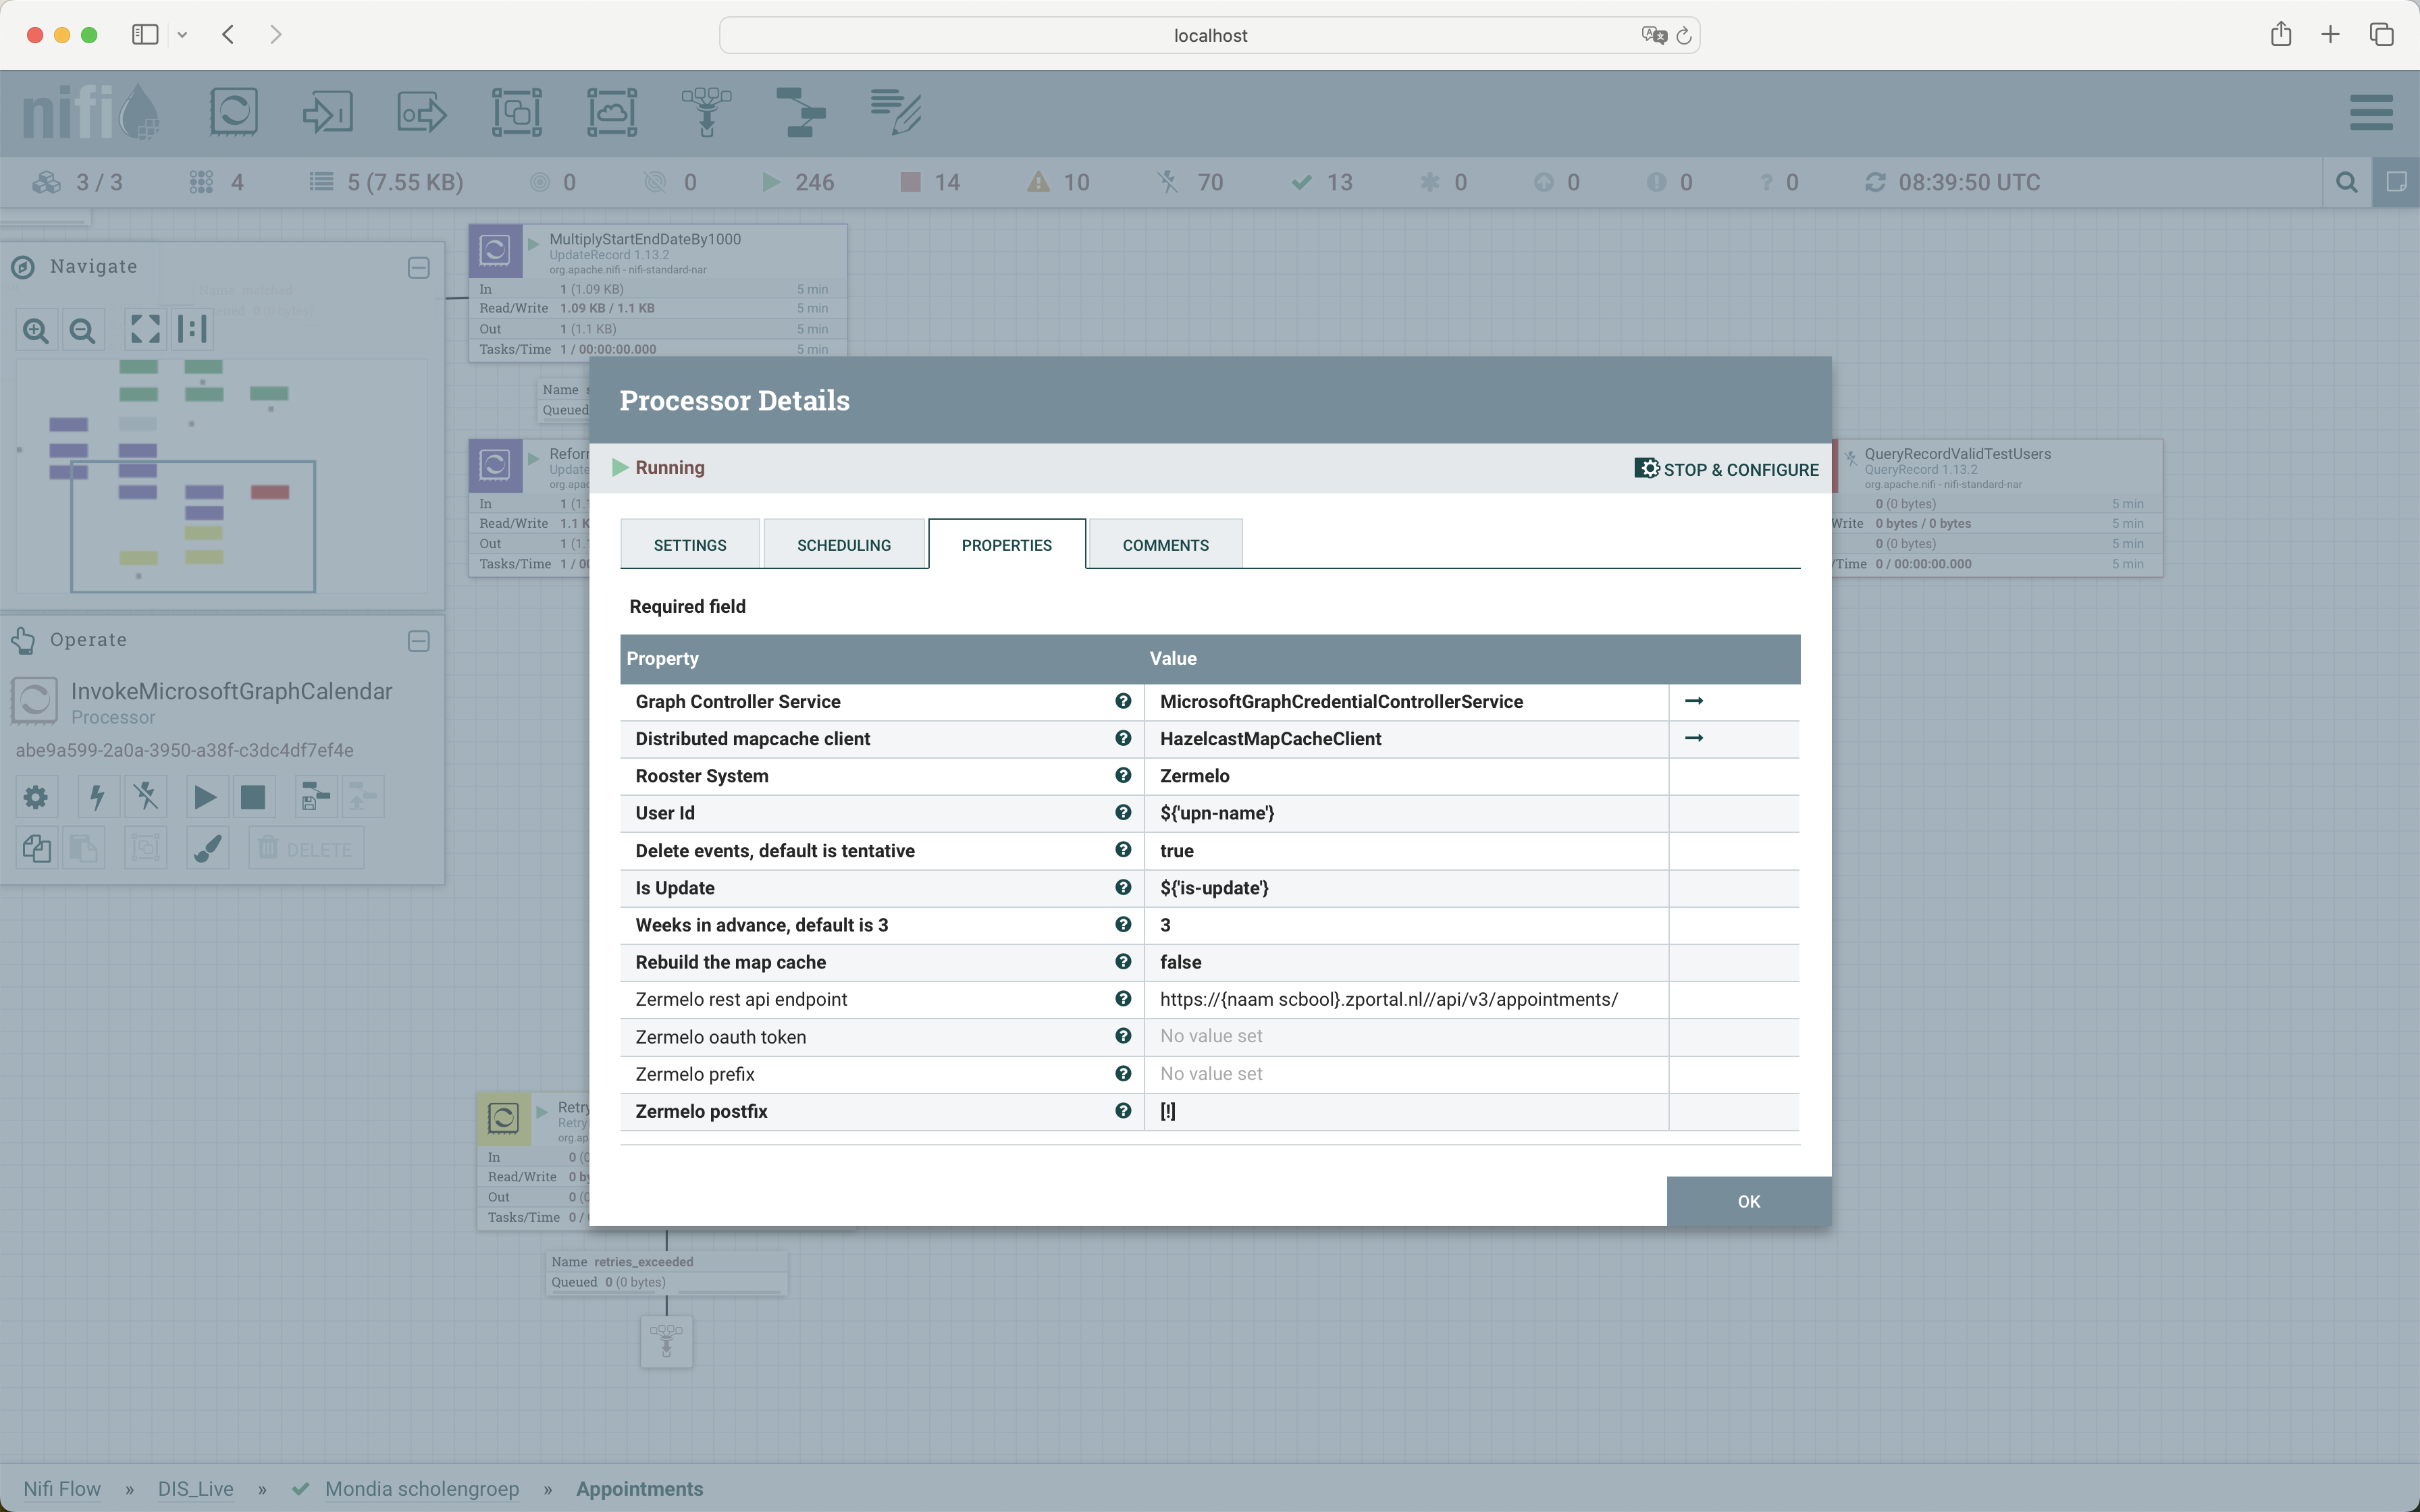 localhost
nifi
3 / 3
4
5 (7.55 KB)
0
0
246
14
10
70
13
0
0
0
0
08:39:50 UTC
Navigate
Name matched
MultiplyStartEndDateBy1000
UpdateRecord 1.13.2
org.apache.nifi - nifi-standard-nar
In 1 (1.09 KB) 5 min
Read/Write 1.09 KB / 1.1 KB 5 min
Out 1 (1.1 KB) 5 min
Tasks/Time 1 / 00:00:00.000 5 min
Name s
Queued
Refor
Update
org.apac
In 1 (1.
Read/Write 1.1 K
Out 1 (1.
Tasks/Time 1 / 00
Operate
InvokeMicrosoftGraphCalendar
Processor
abe9a599-2a0a-3950-a38f-c3dc4df7ef4e
DELETE
Processor Details
Running
STOP & CONFIGURE
SETTINGS
SCHEDULING
PROPERTIES
COMMENTS
Required field
Property Value
Graph Controller Service MicrosoftGraphCredentialControllerService
Distributed mapcache client HazelcastMapCacheClient
Rooster System Zermelo
User Id ${'upn-name'}
Delete events, default is tentative true
Is Update ${'is-update'}
Weeks in advance, default is 3 3
Rebuild the map cache false
Zermelo rest api endpoint https://{naam scbool}.zportal.nl//api/v3/appointments/
Zermelo oauth token No value set
Zermelo prefix No value set
Zermelo postfix [!]
OK
QueryRecordValidTestUsers
QueryRecord 1.13.2
org.apache.nifi - nifi-standard-nar
0 (0 bytes) 5 min
Write 0 bytes / 0 bytes 5 min
0 (0 bytes) 5 min
/Time 0 / 00:00:00.000 5 min
Retry
Retry
org.ap
In 0 (0
Read/Write 0 by
Out 0 (0
Tasks/Time 0 /
Name retries_exceeded
Queued 0 (0 bytes)
Nifi Flow » DIS_Live » Mondia scholengroep » Appointments